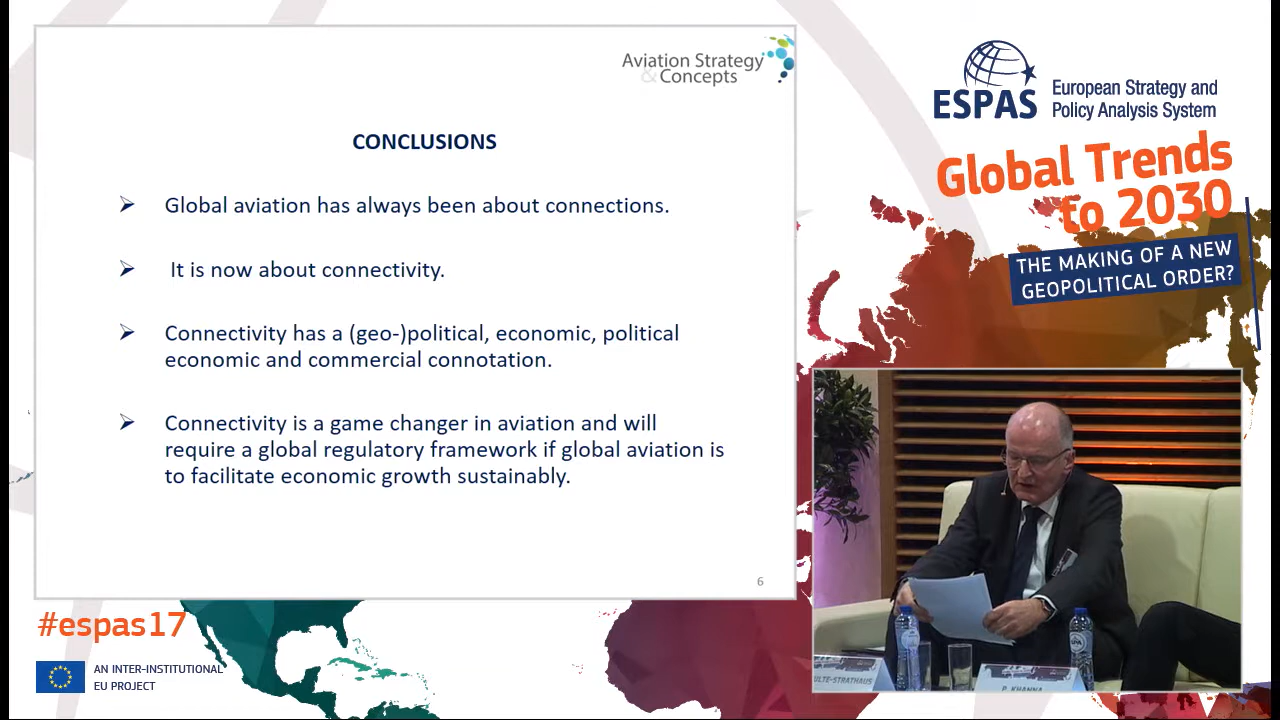 Aviation Strategy
& Concepts
CONCLUSIONS
Global aviation has always been about connections.
It is now about connectivity.
Connectivity has a (geo-)political, economic, political
economic and commercial connotation.
Connectivity is a game changer in aviation and will
require a global regulatory framework if global aviation is
to facilitate economic growth sustainably.
6
ESPAS
European Strategy and
Policy Analysis System
Global Trends
to 2030
THE MAKING OF A NEW
GEOPOLITICAL ORDER?
ULTE-STRATHAUS
P. KHANNA
SPA
#espas17
AN INTER-INSTITUTIONAL
EU PROJECT